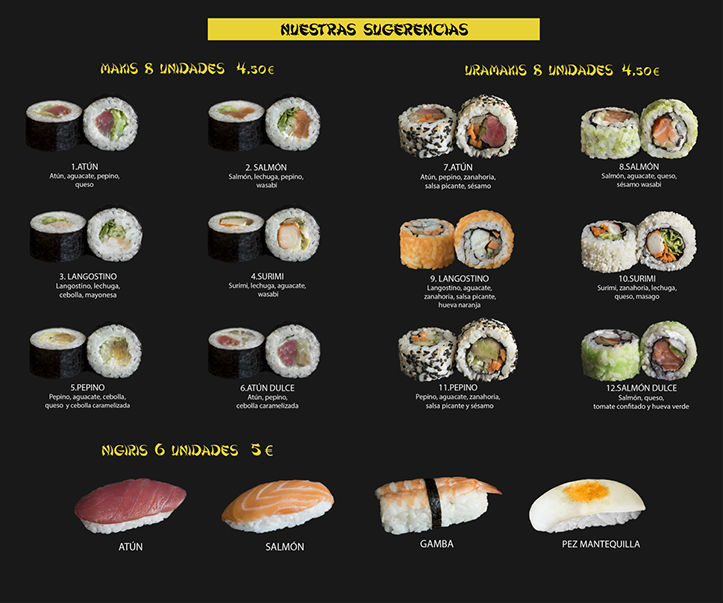 NUESTRAS SUGERENCIAS
MAKIS 8 UNIDADES 4,50€
URAMAKIS 8 UNIDADES 4,50€
1.ATÚN
Atún, aguacate, pepino,
queso
2. SALMÓN
Salmón, lechuga, pepino,
wasabi
7.ATÚN
Atún, pepino, zanahoria,
salsa picante, sésamo
8.SALMÓN
Salmón, aguacate, queso,
sésamo wasabi
3. LANGOSTINO
Langostino, lechuga,
cebolla, mayonesa
4.SURIMI
Surimi, lechuga, aguacate,
wasabi
9. LANGOSTINO
Langostino, aguacate,
zanahoria, salsa picante,
hueva naranja
10.SURIMI
Surimi, zanahoria, lechuga,
queso, masago
5.PEPINO
Pepino, aguacate, cebolla,
queso y cebolla caramelizada
6.ATÚN DULCE
Atún, pepino,
cebolla caramelizada
11.PEPINO
Pepino, aguacate, zanahoria,
salsa picante y sésamo
12.SALMÓN DULCE
Salmón, queso,
tomate confitado y hueva verde
NIGIRIS 6 UNIDADES 5 €
ATÚN
SALMÓN
GAMBA
PEZ MANTEQUILLA